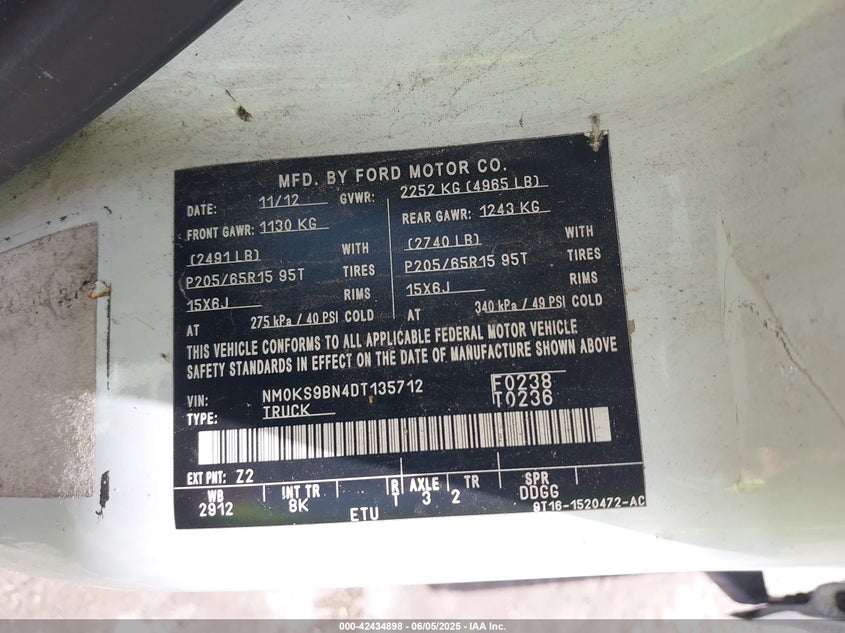 MFD. BY FORD MOTOR CO.
DATE: 11/12 GVWR: 2252 KG (4965 LB)
FRONT GAWR: 1130 KG REAR GAWR: 1243 KG
(2491 LB) WITH (2740 LB) WITH
P205/65R15 95T TIRES P205/65R15 95T TIRES
15X6J RIMS 15X6J RIMS
AT 275 kPa / 40 PSI COLD AT 340 kPa / 49 PSI COLD
THIS VEHICLE CONFORMS TO ALL APPLICABLE FEDERAL MOTOR VEHICLE
SAFETY STANDARDS IN EFFECT ON THE DATE OF MANUFACTURE SHOWN ABOVE
VIN: NM0KS9BN4DT135712 F0238
TYPE: TRUCK T0236
EXT PNT: Z2
WB INT TR R AXLE TR SPR
2912 8K 3 2 DDGG
ETU 9T16-1520472-AC
000-42434898 - 06/05/2025 - IAA Inc.